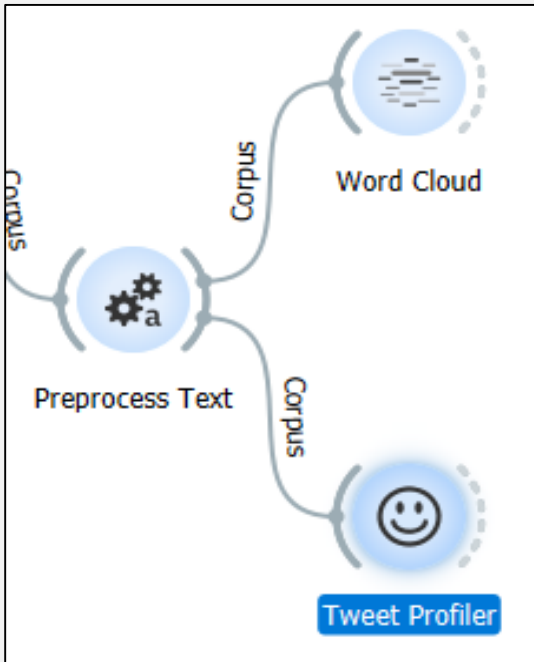 Corpus
Word Cloud
Corpus
a
Preprocess Text
Corpus
Tweet Profiler